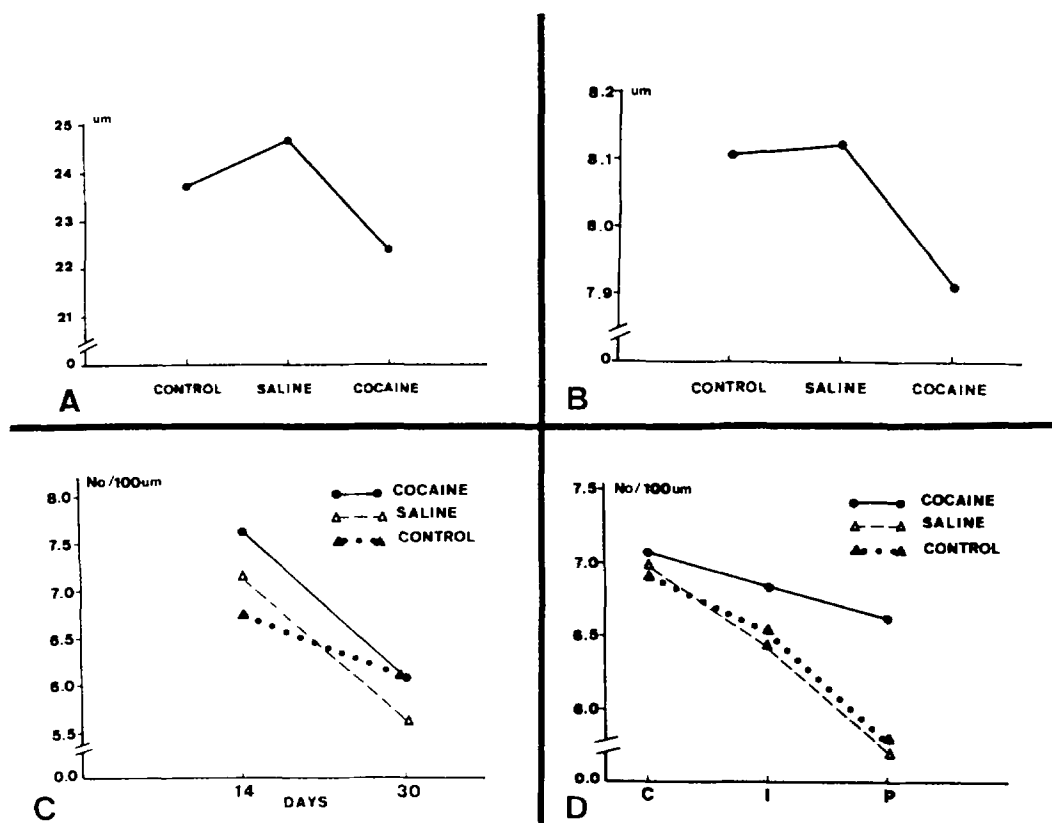 um
25
24
23
22
21
0
CONTROL SALINE COCAINE
A
8.2 um
8.1
8.0
7.9
0
CONTROL SALINE COCAINE
B
No/100um
8.0
7.5
7.0
6.5
6.0
5.5
0.0
COCAINE
SALINE
CONTROL
14 30
DAYS
C
7.5 No/100um
7.0
6.5
6.0
0.0
COCAINE
SALINE
CONTROL
C I P
D